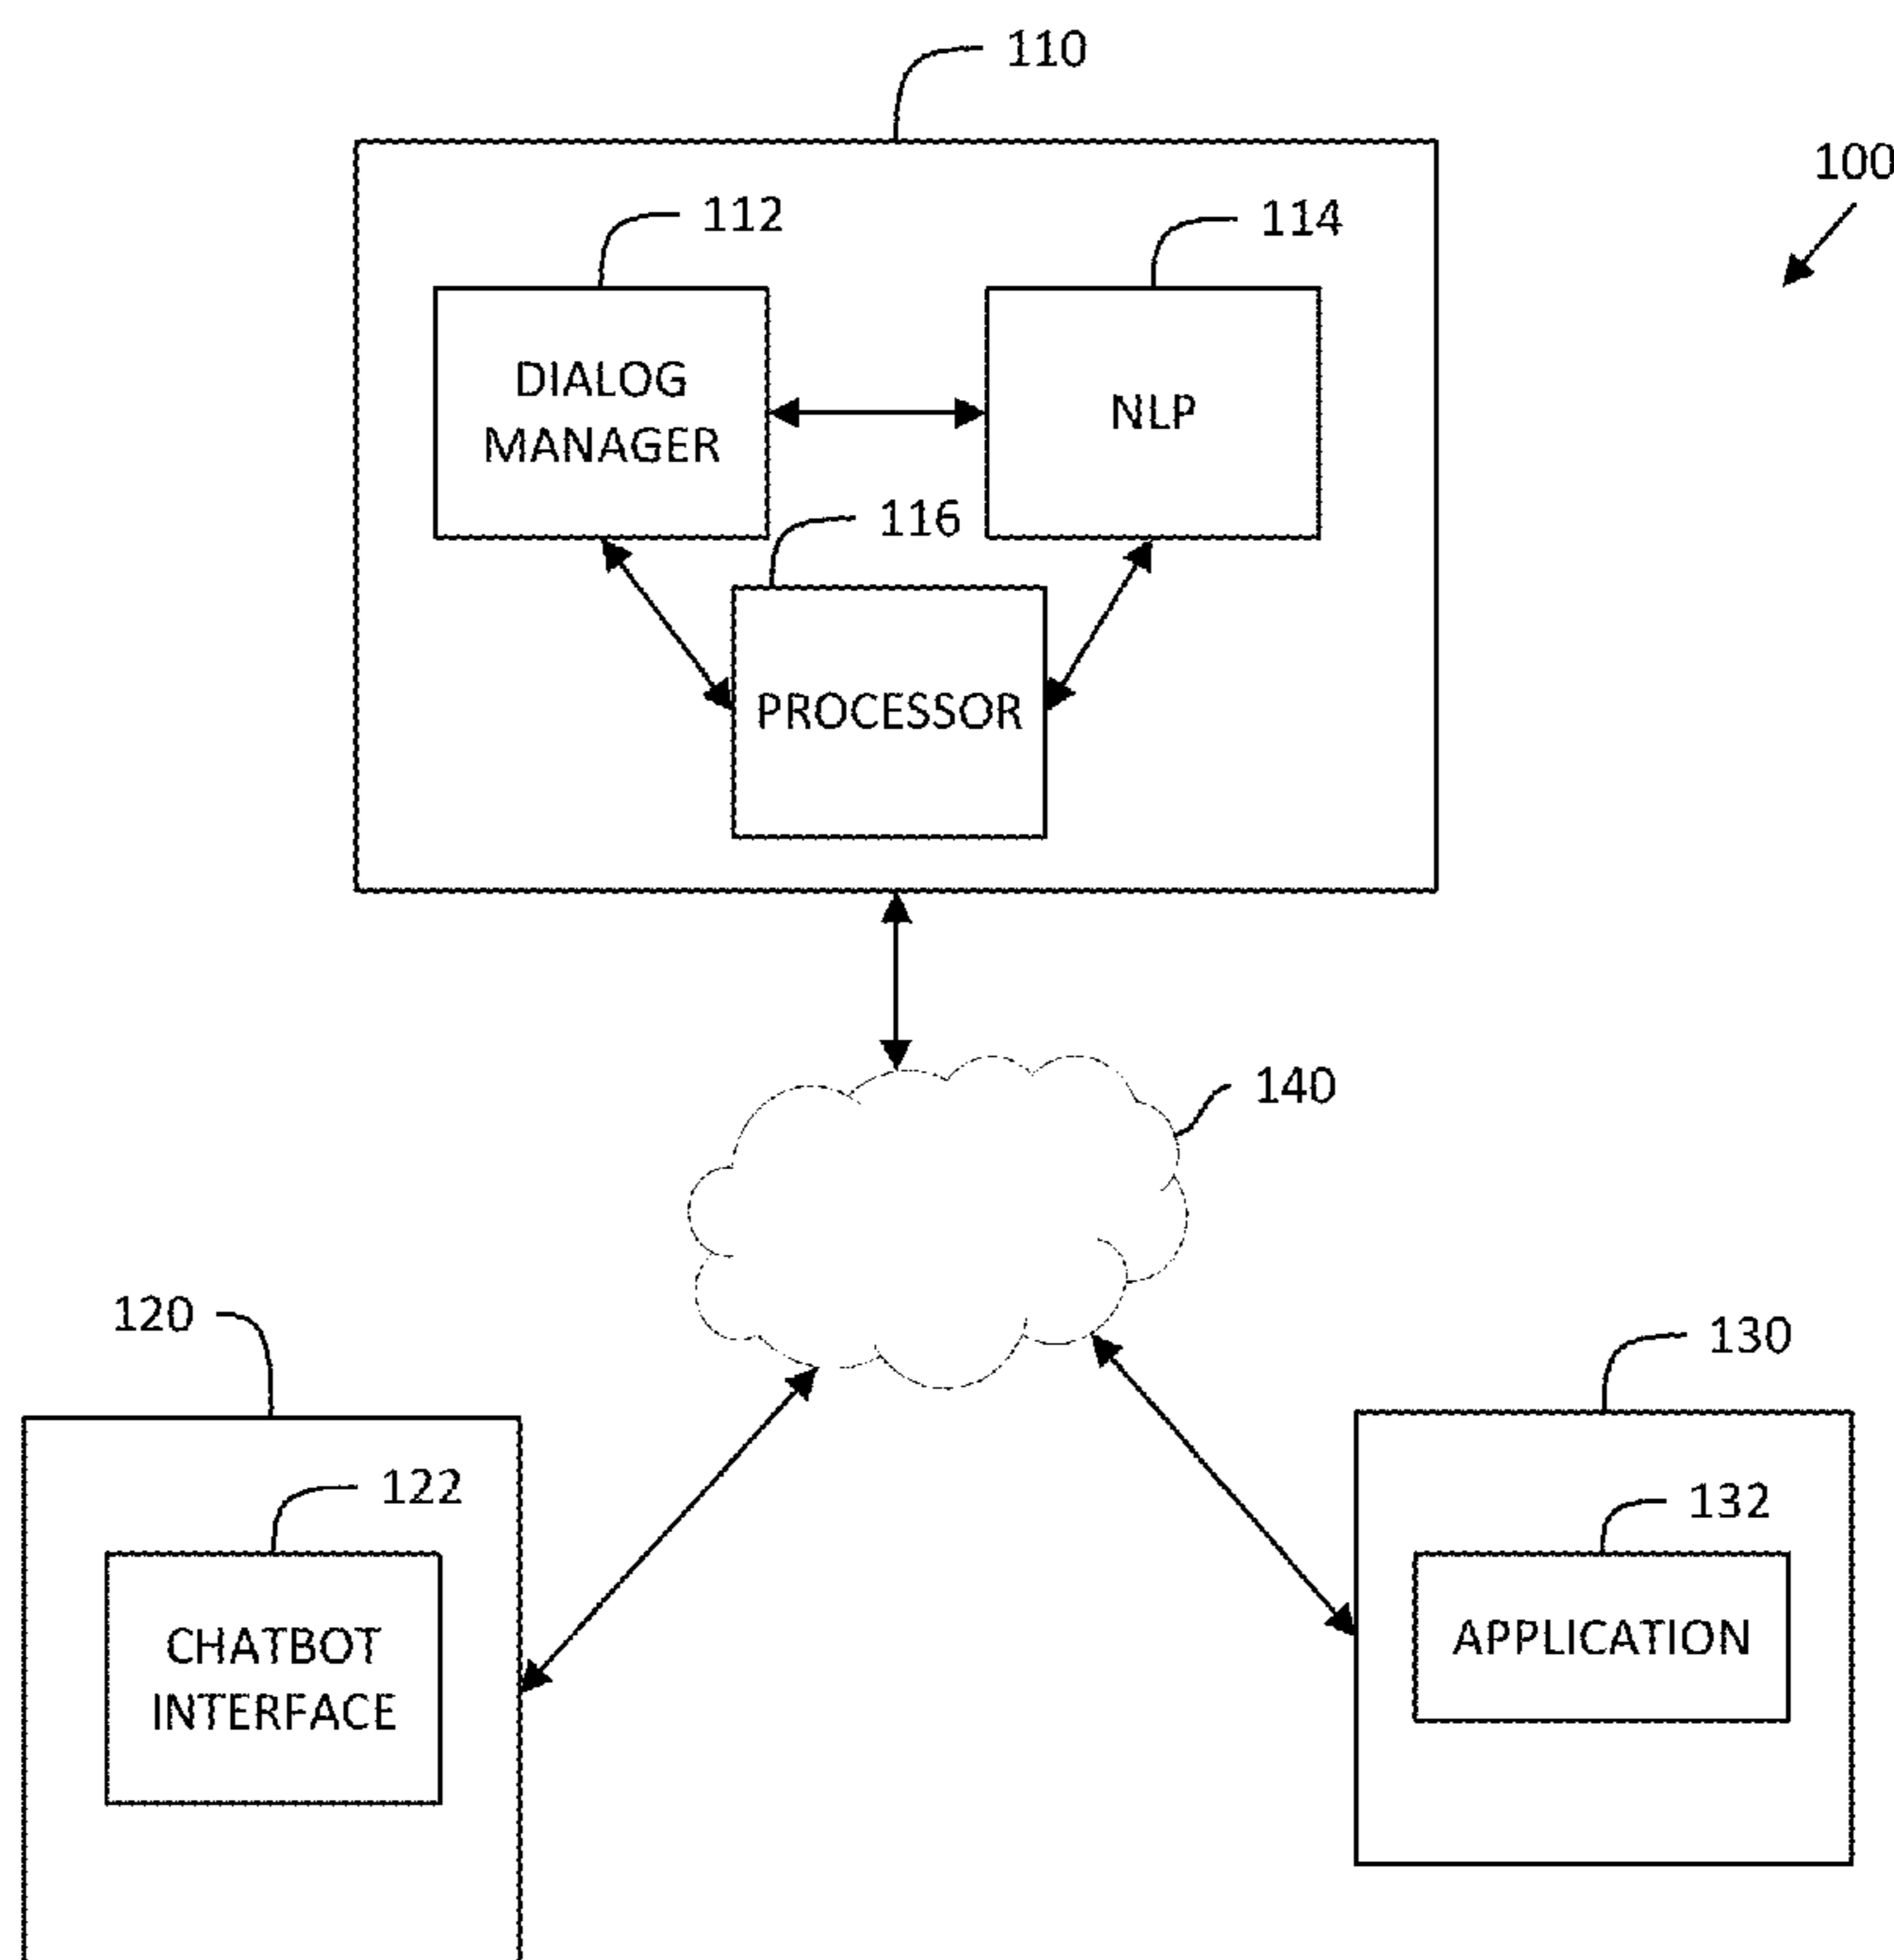 110
100
112
114
DIALOG
MANAGER
NLP
116
PROCESSOR
140
120
130
122
132
CHATBOT
INTERFACE
APPLICATION